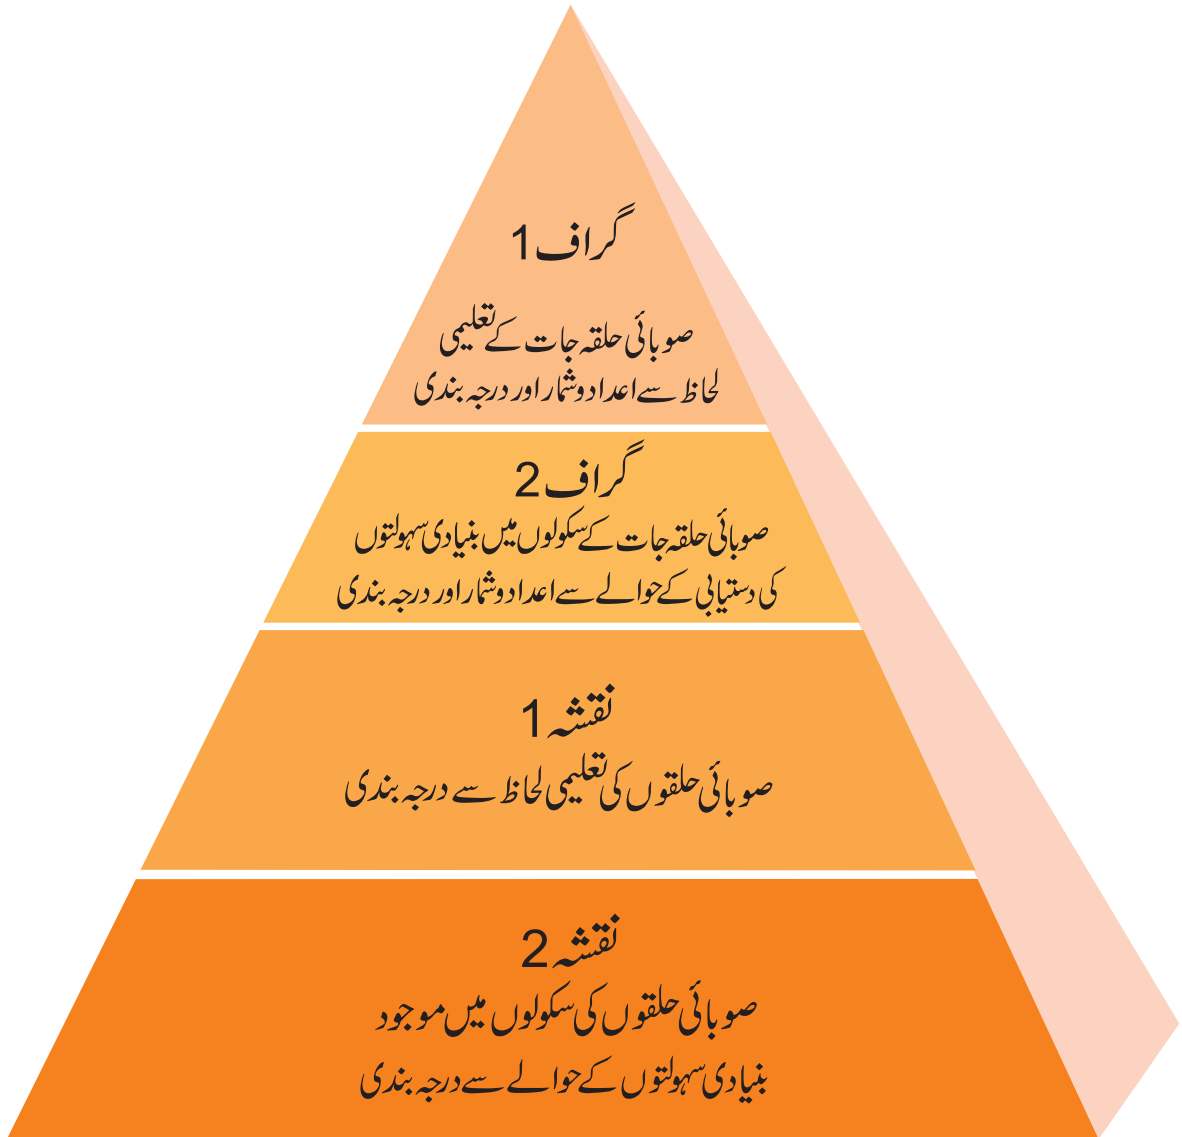 گراف 1
صوبائی حلقہ جات کے تعلیمی
لحاظ سے اعداد و شمار اور درجہ بندی
گراف 2
صوبائی حلقہ جات کے سکولوں میں بنیادی سہولتوں
کی دستیابی کے حوالے سے اعداد و شمار اور درجہ بندی
نقشہ 1
صوبائی حلقوں کی تعلیمی لحاظ سے درجہ بندی
نقشہ 2
صوبائی حلقوں کی سکولوں میں موجود
بنیادی سہولتوں کے حوالے سے درجہ بندی